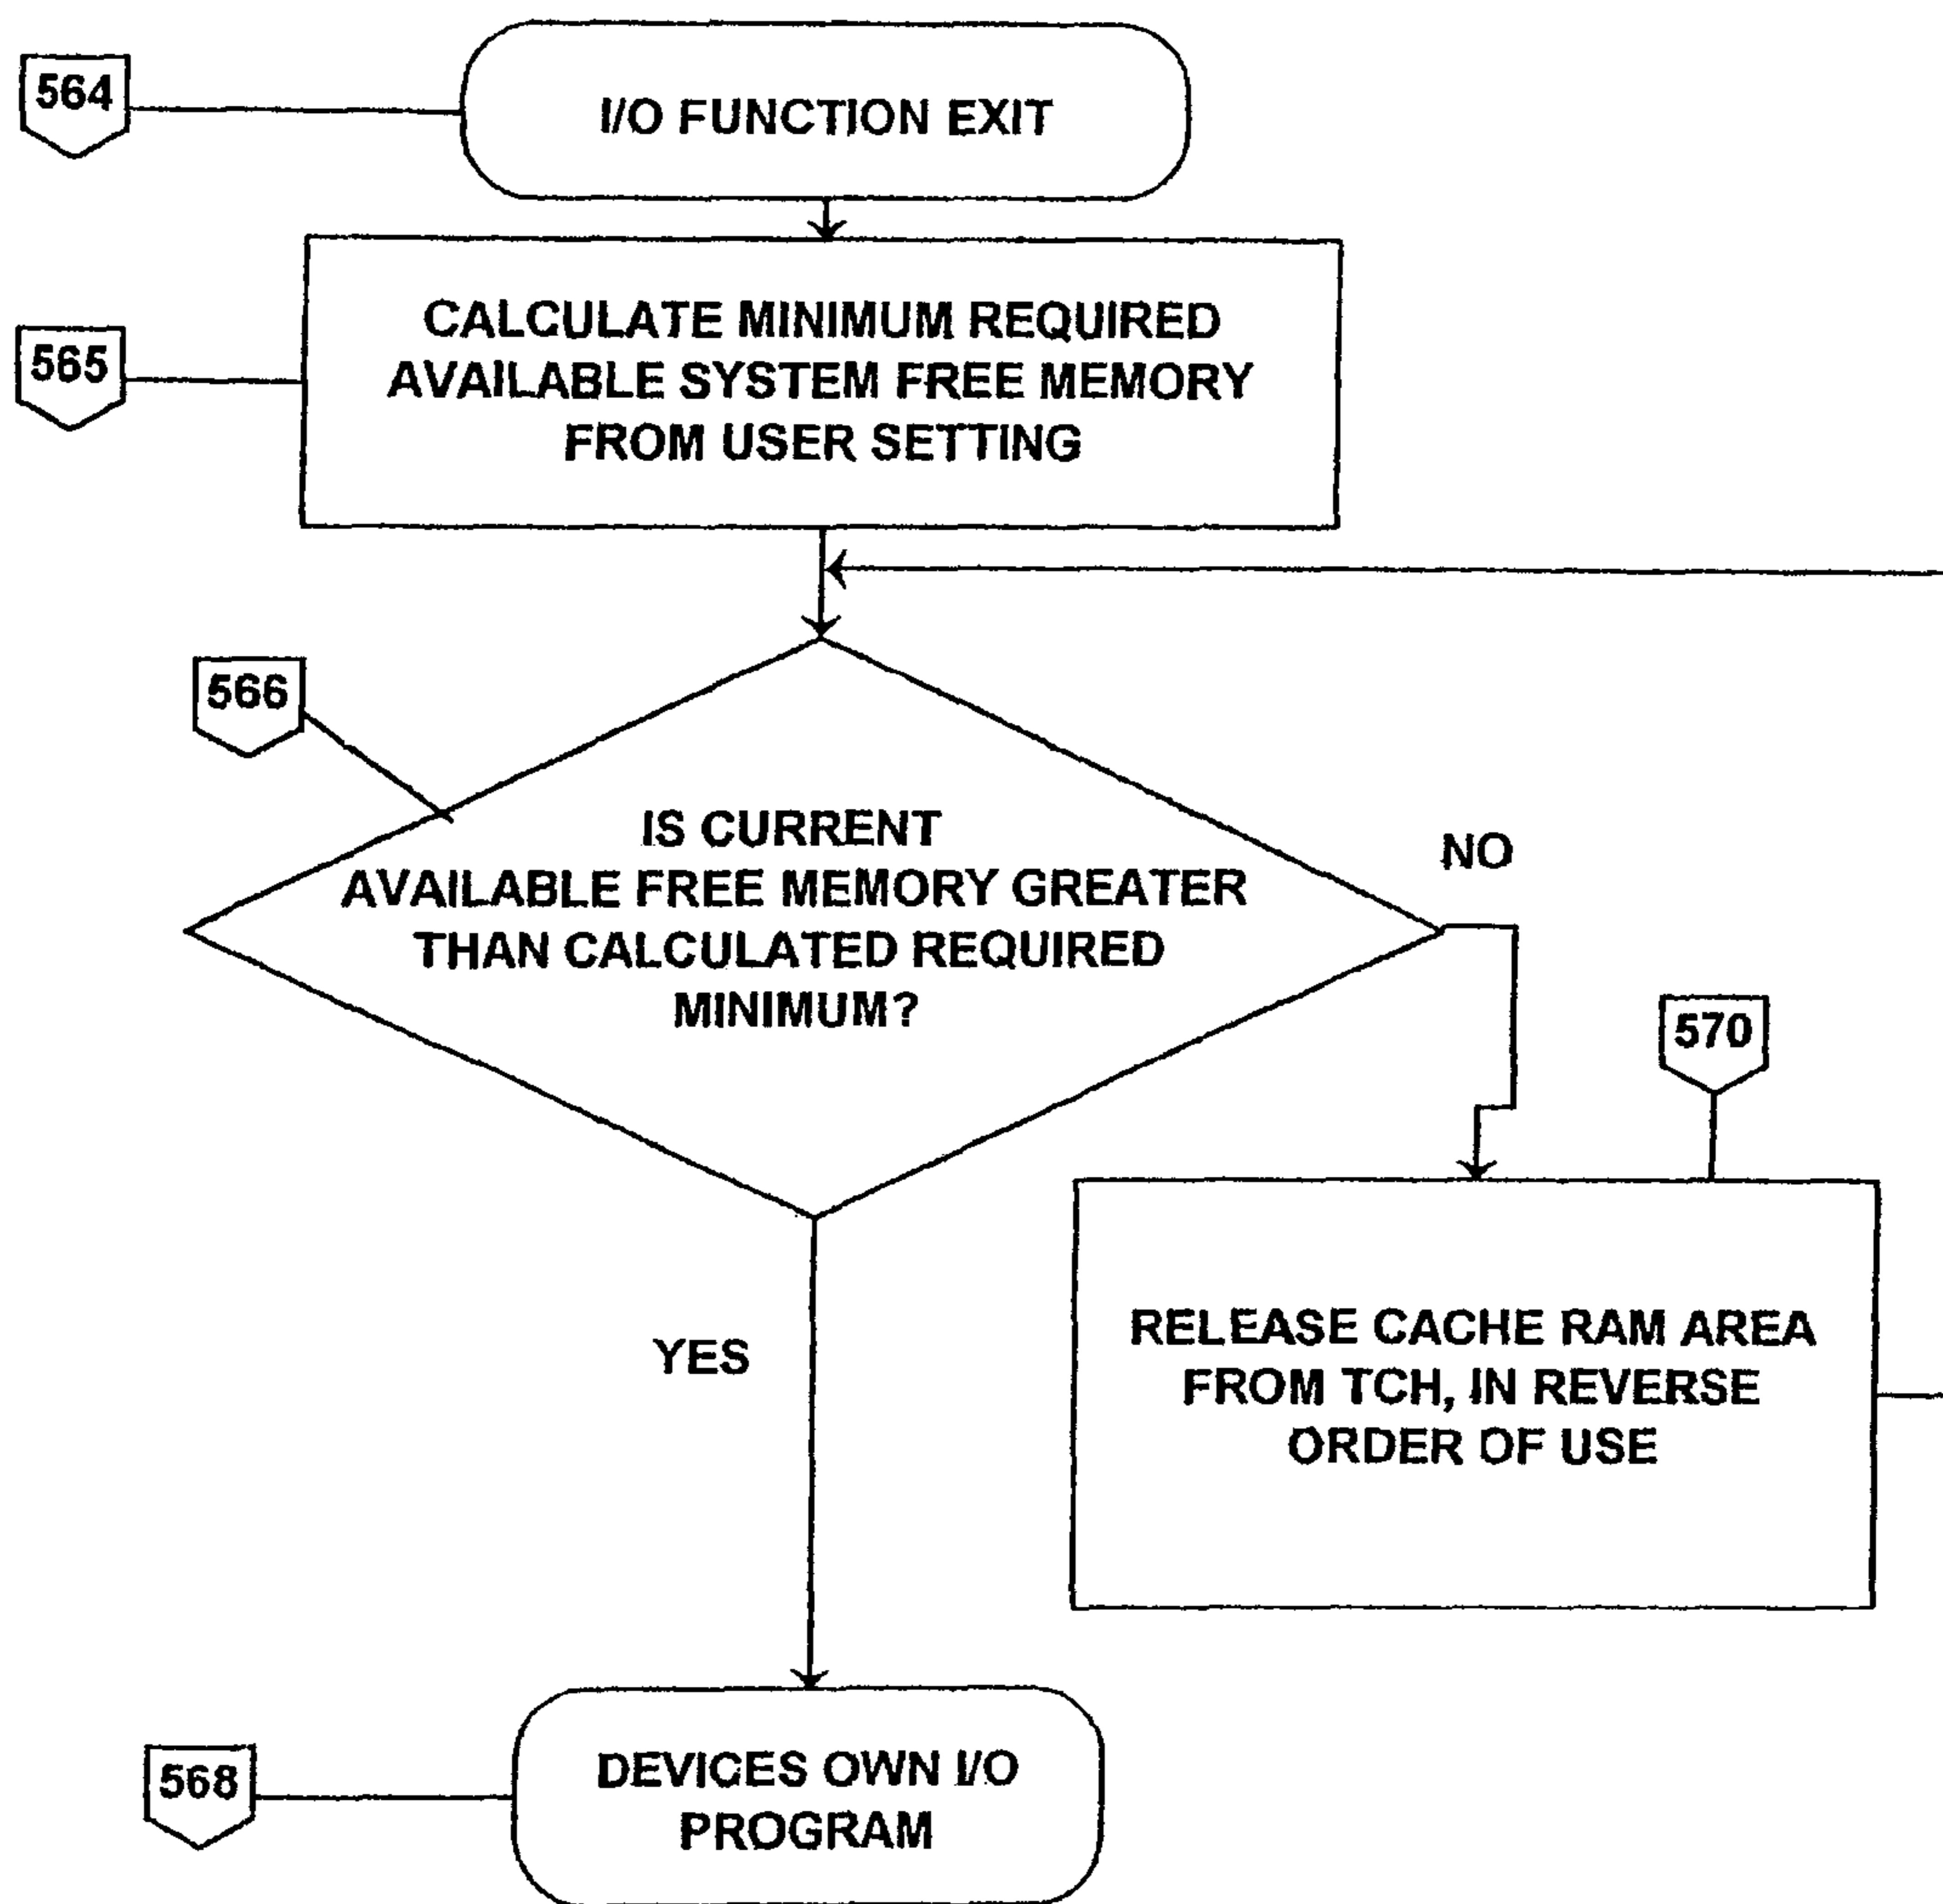 564
I/O FUNCTION EXIT
565
CALCULATE MINIMUM REQUIRED
AVAILABLE SYSTEM FREE MEMORY
FROM USER SETTING
566
IS CURRENT
AVAILABLE FREE MEMORY GREATER
THAN CALCULATED REQUIRED
MINIMUM?
NO
570
RELEASE CACHE RAM AREA
FROM TCH, IN REVERSE
ORDER OF USE
YES
568
DEVICES OWN I/O
PROGRAM